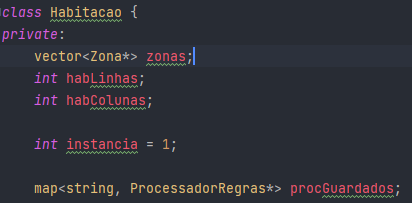 class Habitacao {
private:
vector<Zona*> zonas;
int habLinhas;
int habColunas;
int instancia = 1;
map<string, ProcessadorRegras*> procGuardados;